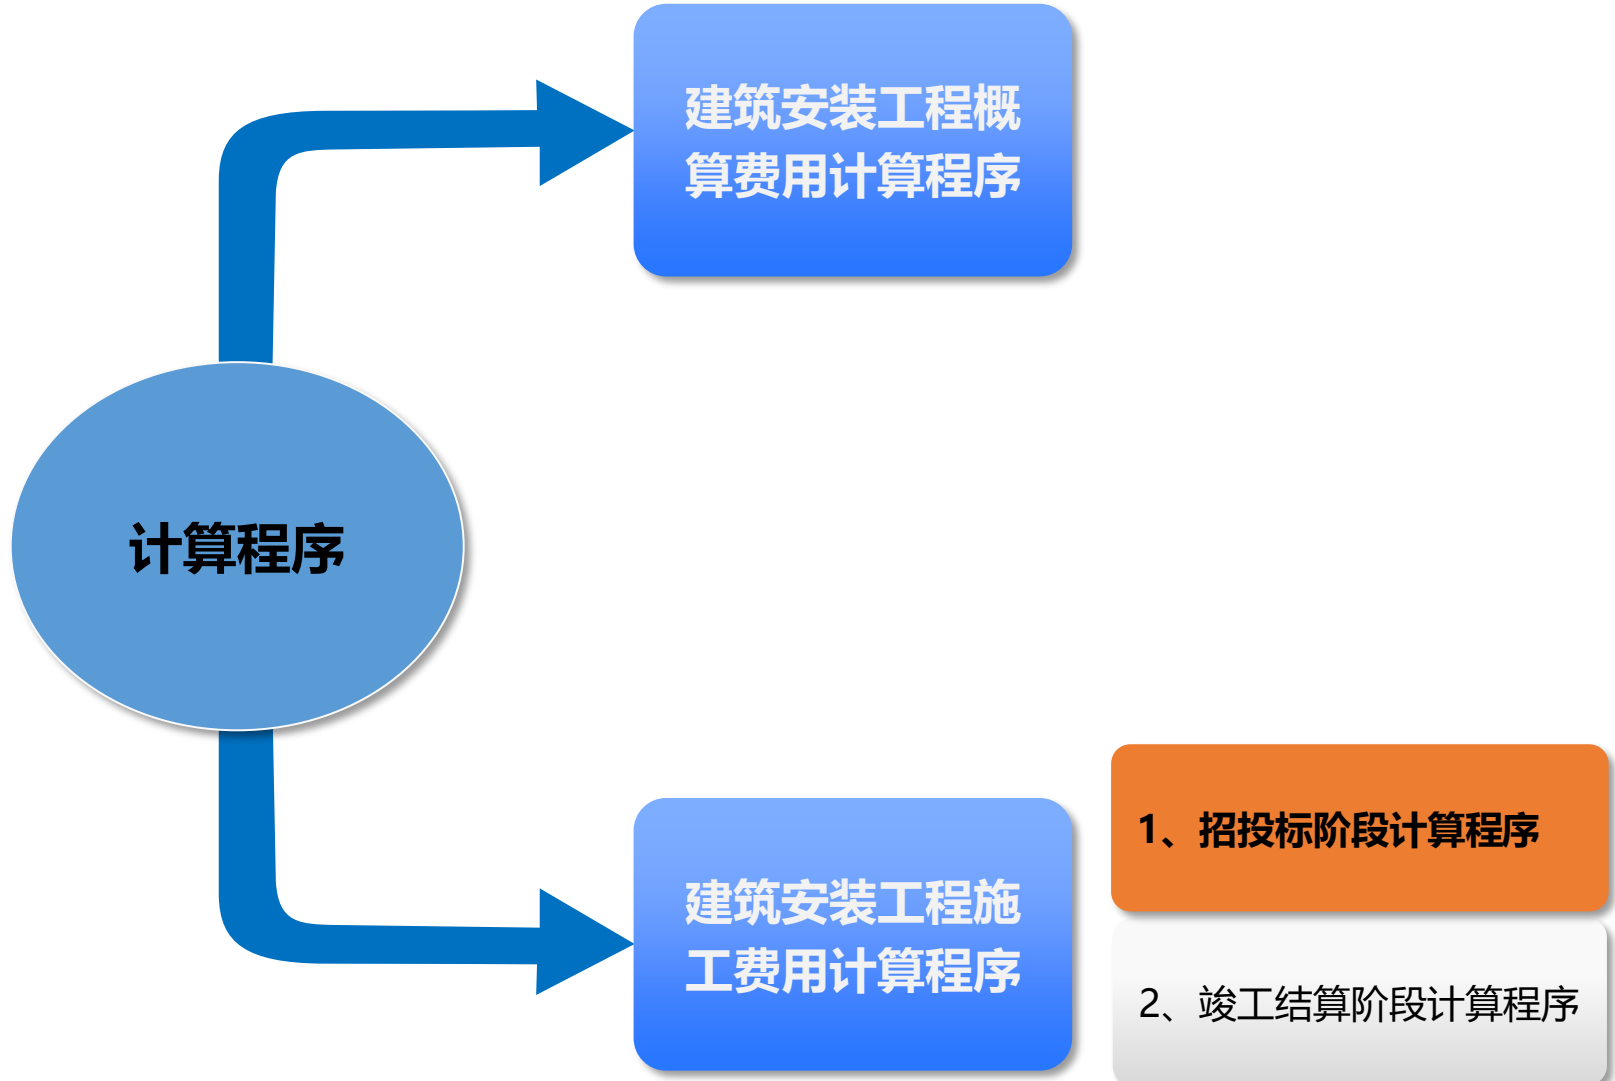 建筑安装工程概
算费用计算程序
计算程序
1、招投标阶段计算程序
建筑安装工程施
工费用计算程序
2、竣工结算阶段计算程序